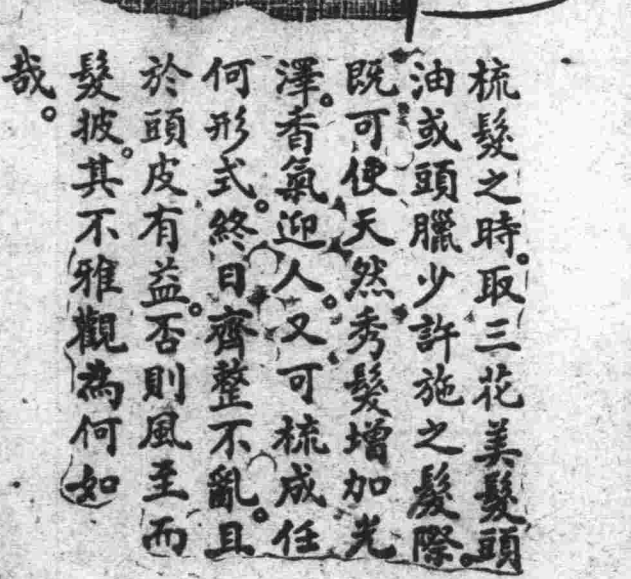 梳髮之時。取三花美髮頭
油或頭臘少許施之髮際。
既可使天然秀髮增加光
澤。香氣迎人。又可梳成任
何形式。終日齊整不亂。且
於頭皮有益。否則風至而
髮披。其不雅觀為何如
哉。